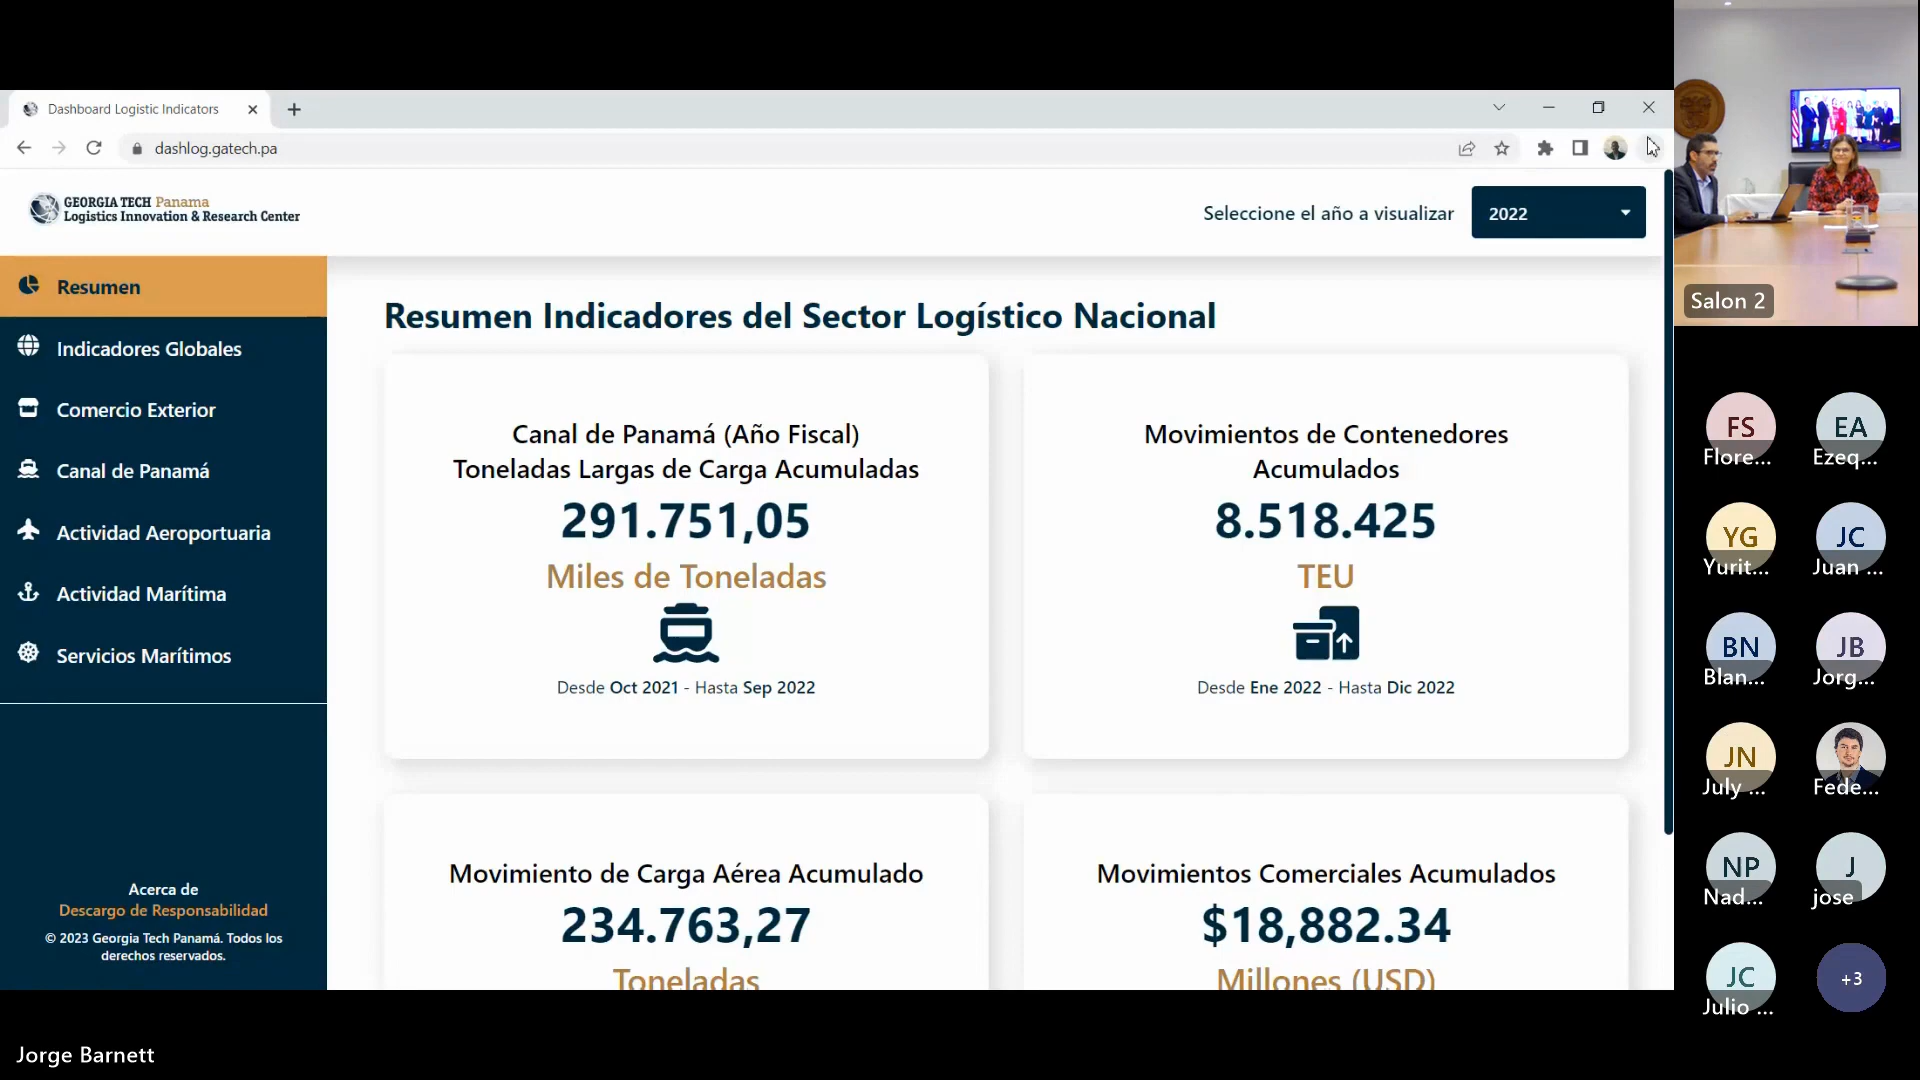 Dashboard Logistic Indicators
dashlog.gatech.pa
GEORGIA TECH Panama
Logistics Innovation & Research Center
Seleccione el año a visualizar
2022
Resumen
Indicadores Globales
Comercio Exterior
Canal de Panamá
Actividad Aeroportuaria
Actividad Marítima
Servicios Marítimos
Acerca de
Descargo de Responsabilidad
© 2023 Georgia Tech Panamá. Todos los
derechos reservados.
Resumen Indicadores del Sector Logístico Nacional
Canal de Panamá (Año Fiscal)
Toneladas Largas de Carga Acumuladas
291.751,05
Miles de Toneladas
Desde Oct 2021 - Hasta Sep 2022
Movimientos de Contenedores
Acumulados
8.518.425
TEU
Desde Ene 2022 - Hasta Dic 2022
Movimiento de Carga Aérea Acumulado
234.763,27
Toneladas
Movimientos Comerciales Acumulados
$18,882.34
Millones (USD)
Salon 2
FS
Flore...
EA
Ezeq...
YG
Yurit...
JC
Juan ...
BN
Blan...
JB
Jorg...
JN
July ...
Fede...
NP
Nad...
J
jose
JC
Julio ...
+3
Jorge Barnett